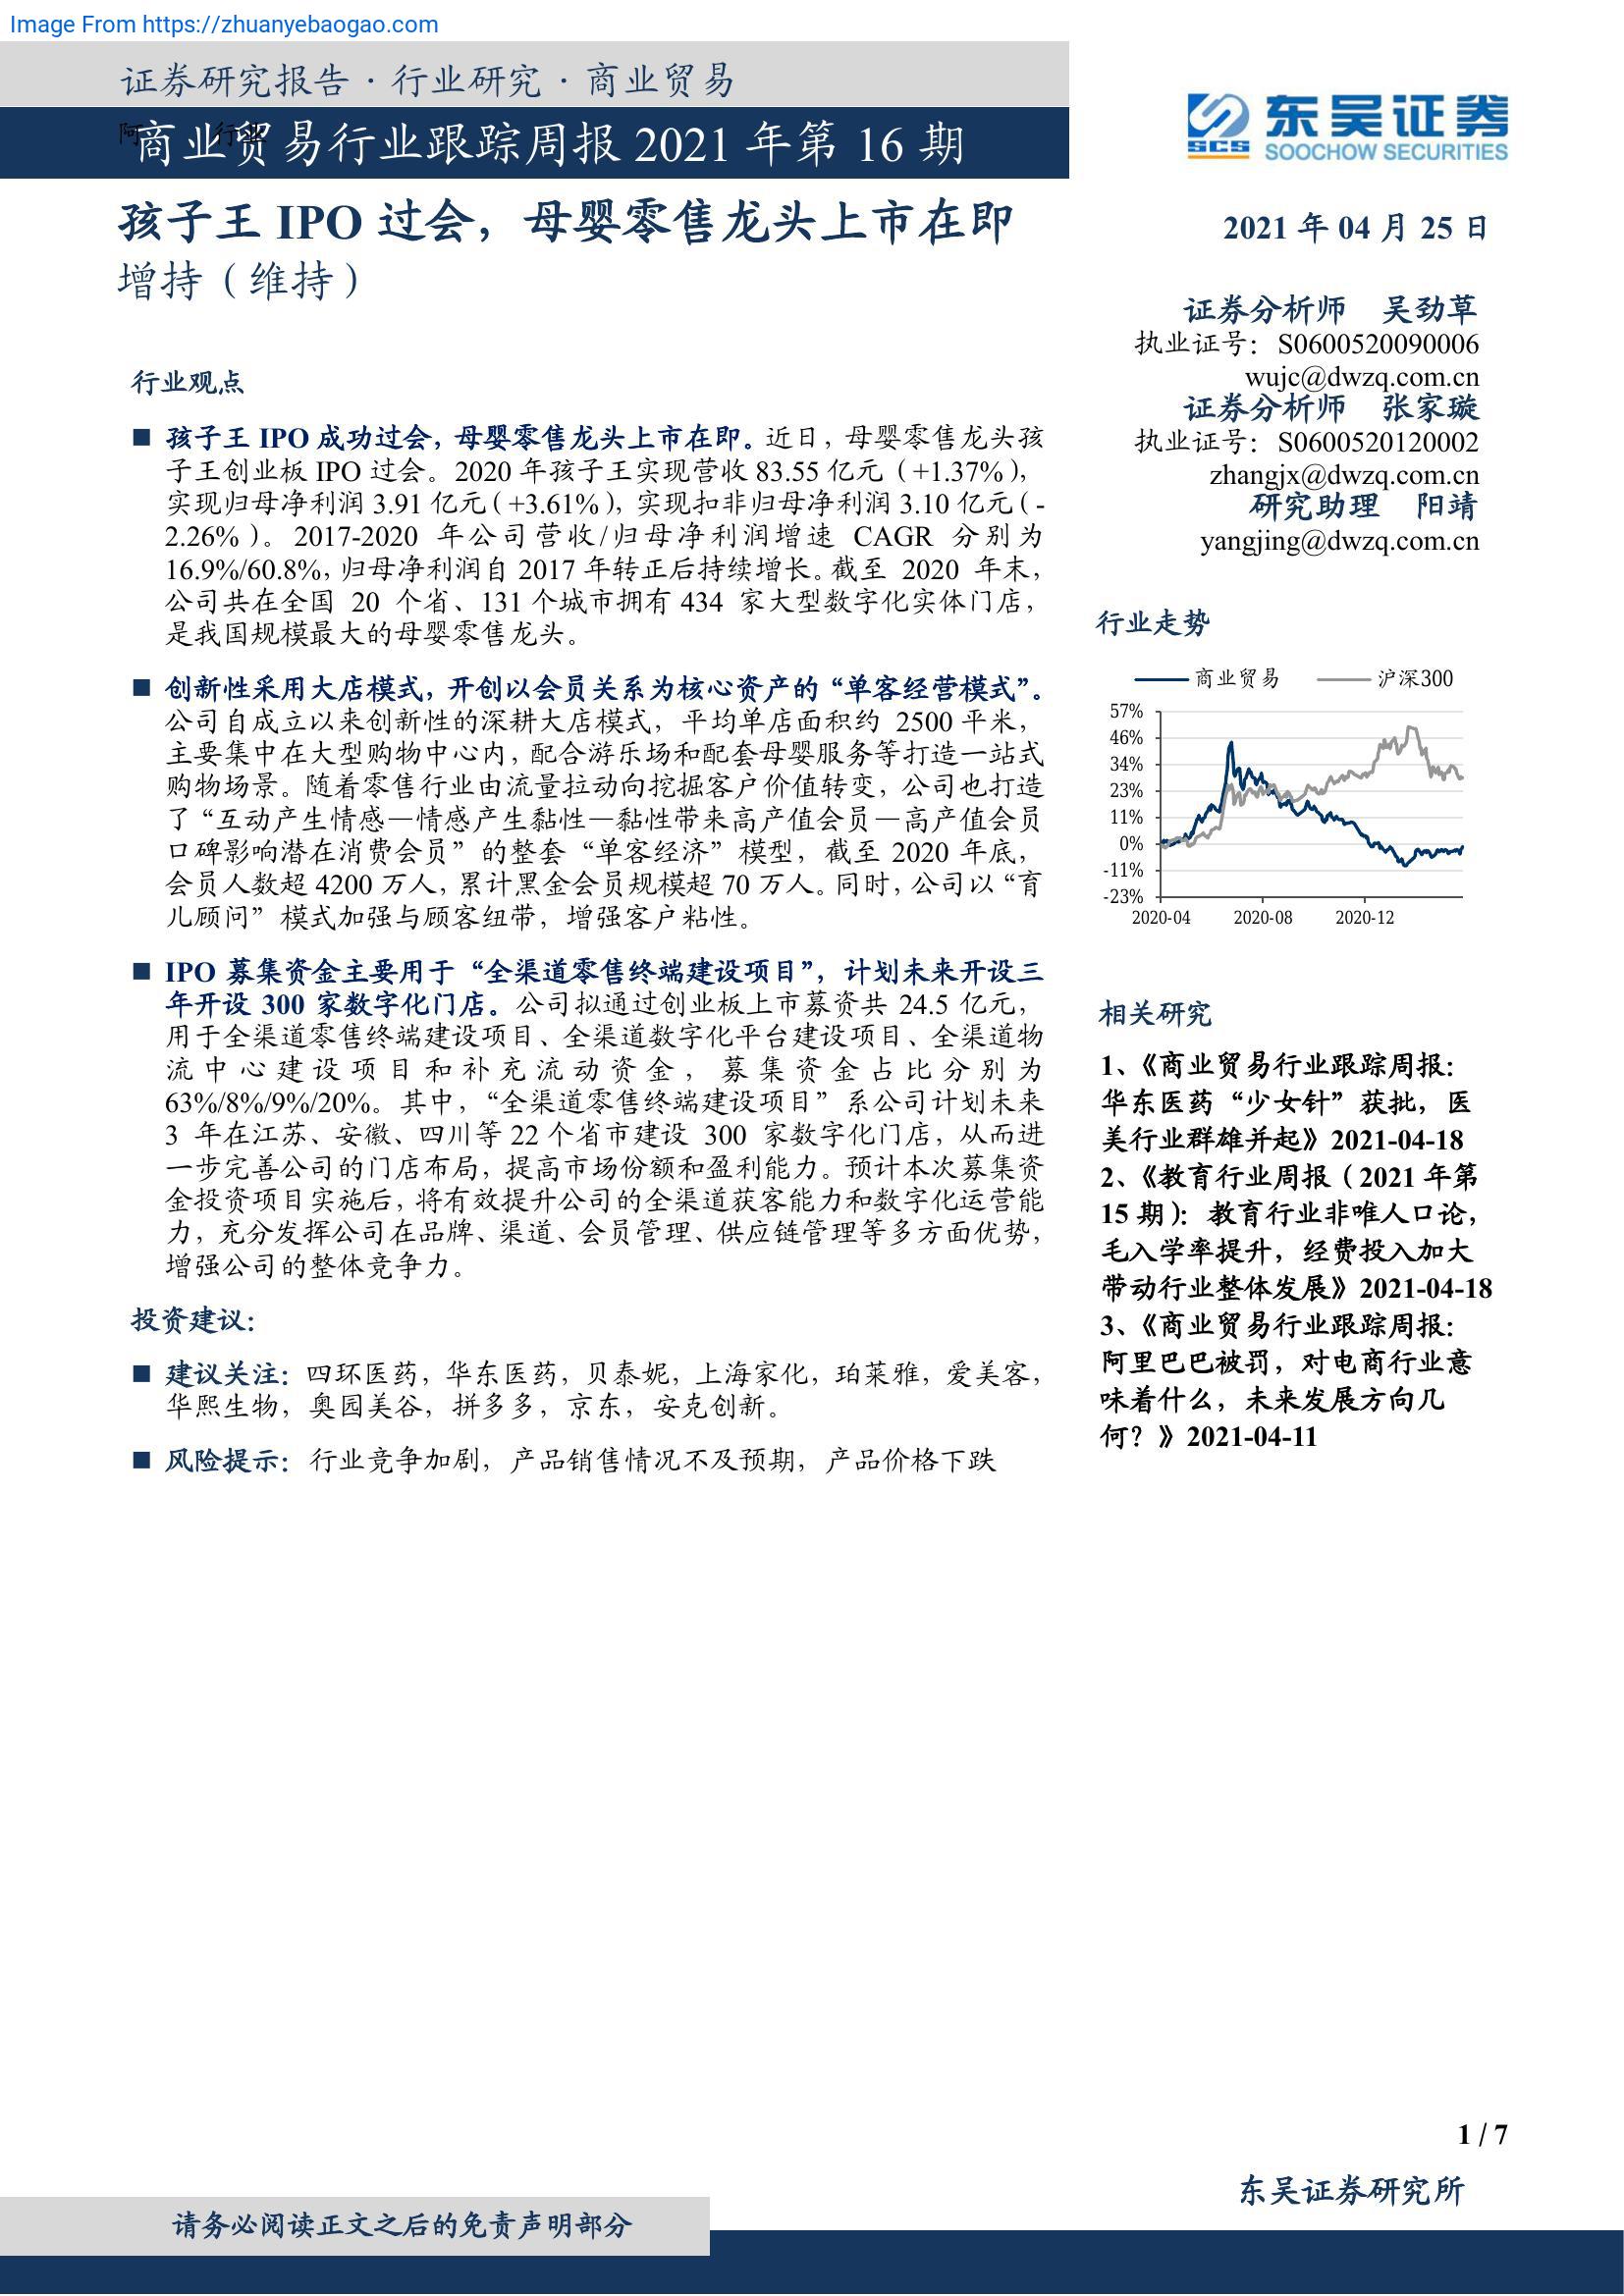 Image From https://zhuanyebaogao.com
证券研究报告·行业研究·商业贸易
阿 行业
商业贸易行业跟踪周报 2021 年第 16 期
孩子王 IPO 过会，母婴零售龙头上市在即
增持（维持）
行业观点
■ 孩子王 IPO 成功过会，母婴零售龙头上市在即。近日，母婴零售龙头孩
子王创业板 IPO 过会。2020 年孩子王实现营收 83.55 亿元（+1.37%），
实现归母净利润 3.91 亿元（+3.61%），实现扣非归母净利润 3.10 亿元（-
2.26%）。 2017-2020 年公司营收/归母净利润增速 CAGR 分别为
16.9%/60.8%，归母净利润自 2017 年转正后持续增长。截至 2020 年末，
公司共在全国 20 个省、131 个城市拥有 434 家大型数字化实体门店，
是我国规模最大的母婴零售龙头。
■ 创新性采用大店模式，开创以会员关系为核心资产的“单客经营模式”。
公司自成立以来创新性的深耕大店模式，平均单店面积约 2500 平米，
主要集中在大型购物中心内，配合游乐场和配套母婴服务等打造一站式
购物场景。随着零售行业由流量拉动向挖掘客户价值转变，公司也打造
了“互动产生情感—情感产生黏性—黏性带来高产值会员—高产值会员
口碑影响潜在消费会员”的整套“单客经济”模型，截至 2020 年底，
会员人数超 4200 万人，累计黑金会员规模超 70 万人。同时，公司以“育
儿顾问”模式加强与顾客纽带，增强客户粘性。
■ IPO 募集资金主要用于“全渠道零售终端建设项目”，计划未来开设三
年开设 300 家数字化门店。公司拟通过创业板上市募资共 24.5 亿元，
用于全渠道零售终端建设项目、全渠道数字化平台建设项目、全渠道物
流中心建设项目和补充流动资金，募集资金占比分别为
63%/8%/9%/20%。其中，“全渠道零售终端建设项目”系公司计划未来
3 年在江苏、安徽、四川等 22 个省市建设 300 家数字化门店，从而进
一步完善公司的门店布局，提高市场份额和盈利能力。预计本次募集资
金投资项目实施后，将有效提升公司的全渠道获客能力和数字化运营能
力，充分发挥公司在品牌、渠道、会员管理、供应链管理等多方面优势，
增强公司的整体竞争力。
投资建议：
■ 建议关注：四环医药，华东医药，贝泰妮，上海家化，珀莱雅，爱美客，
华熙生物，奥园美谷，拼多多，京东，安克创新。
■ 风险提示：行业竞争加剧，产品销售情况不及预期，产品价格下跌
东吴证券
SCS SOOCHOW SECURITIES
2021 年 04 月 25 日
证券分析师 吴劲草
执业证号：S0600520090006
wujc@dwzq.com.cn
证券分析师 张家璇
执业证号：S0600520120002
zhangjx@dwzq.com.cn
研究助理 阳靖
yangjing@dwzq.com.cn
行业走势
商业贸易 沪深300
57%
46%
34%
23%
11%
0%
-11%
-23%
2020-04 2020-08 2020-12
相关研究
1、《商业贸易行业跟踪周报：
华东医药“少女针”获批，医
美行业群雄并起》2021-04-18
2、《教育行业周报（2021 年第
15 期）：教育行业非唯人口论，
毛入学率提升，经费投入加大
带动行业整体发展》2021-04-18
3、《商业贸易行业跟踪周报：
阿里巴巴被罚，对电商行业意
味着什么，未来发展方向几
何？》2021-04-11
1 / 7
东吴证券研究所
请务必阅读正文之后的免责声明部分